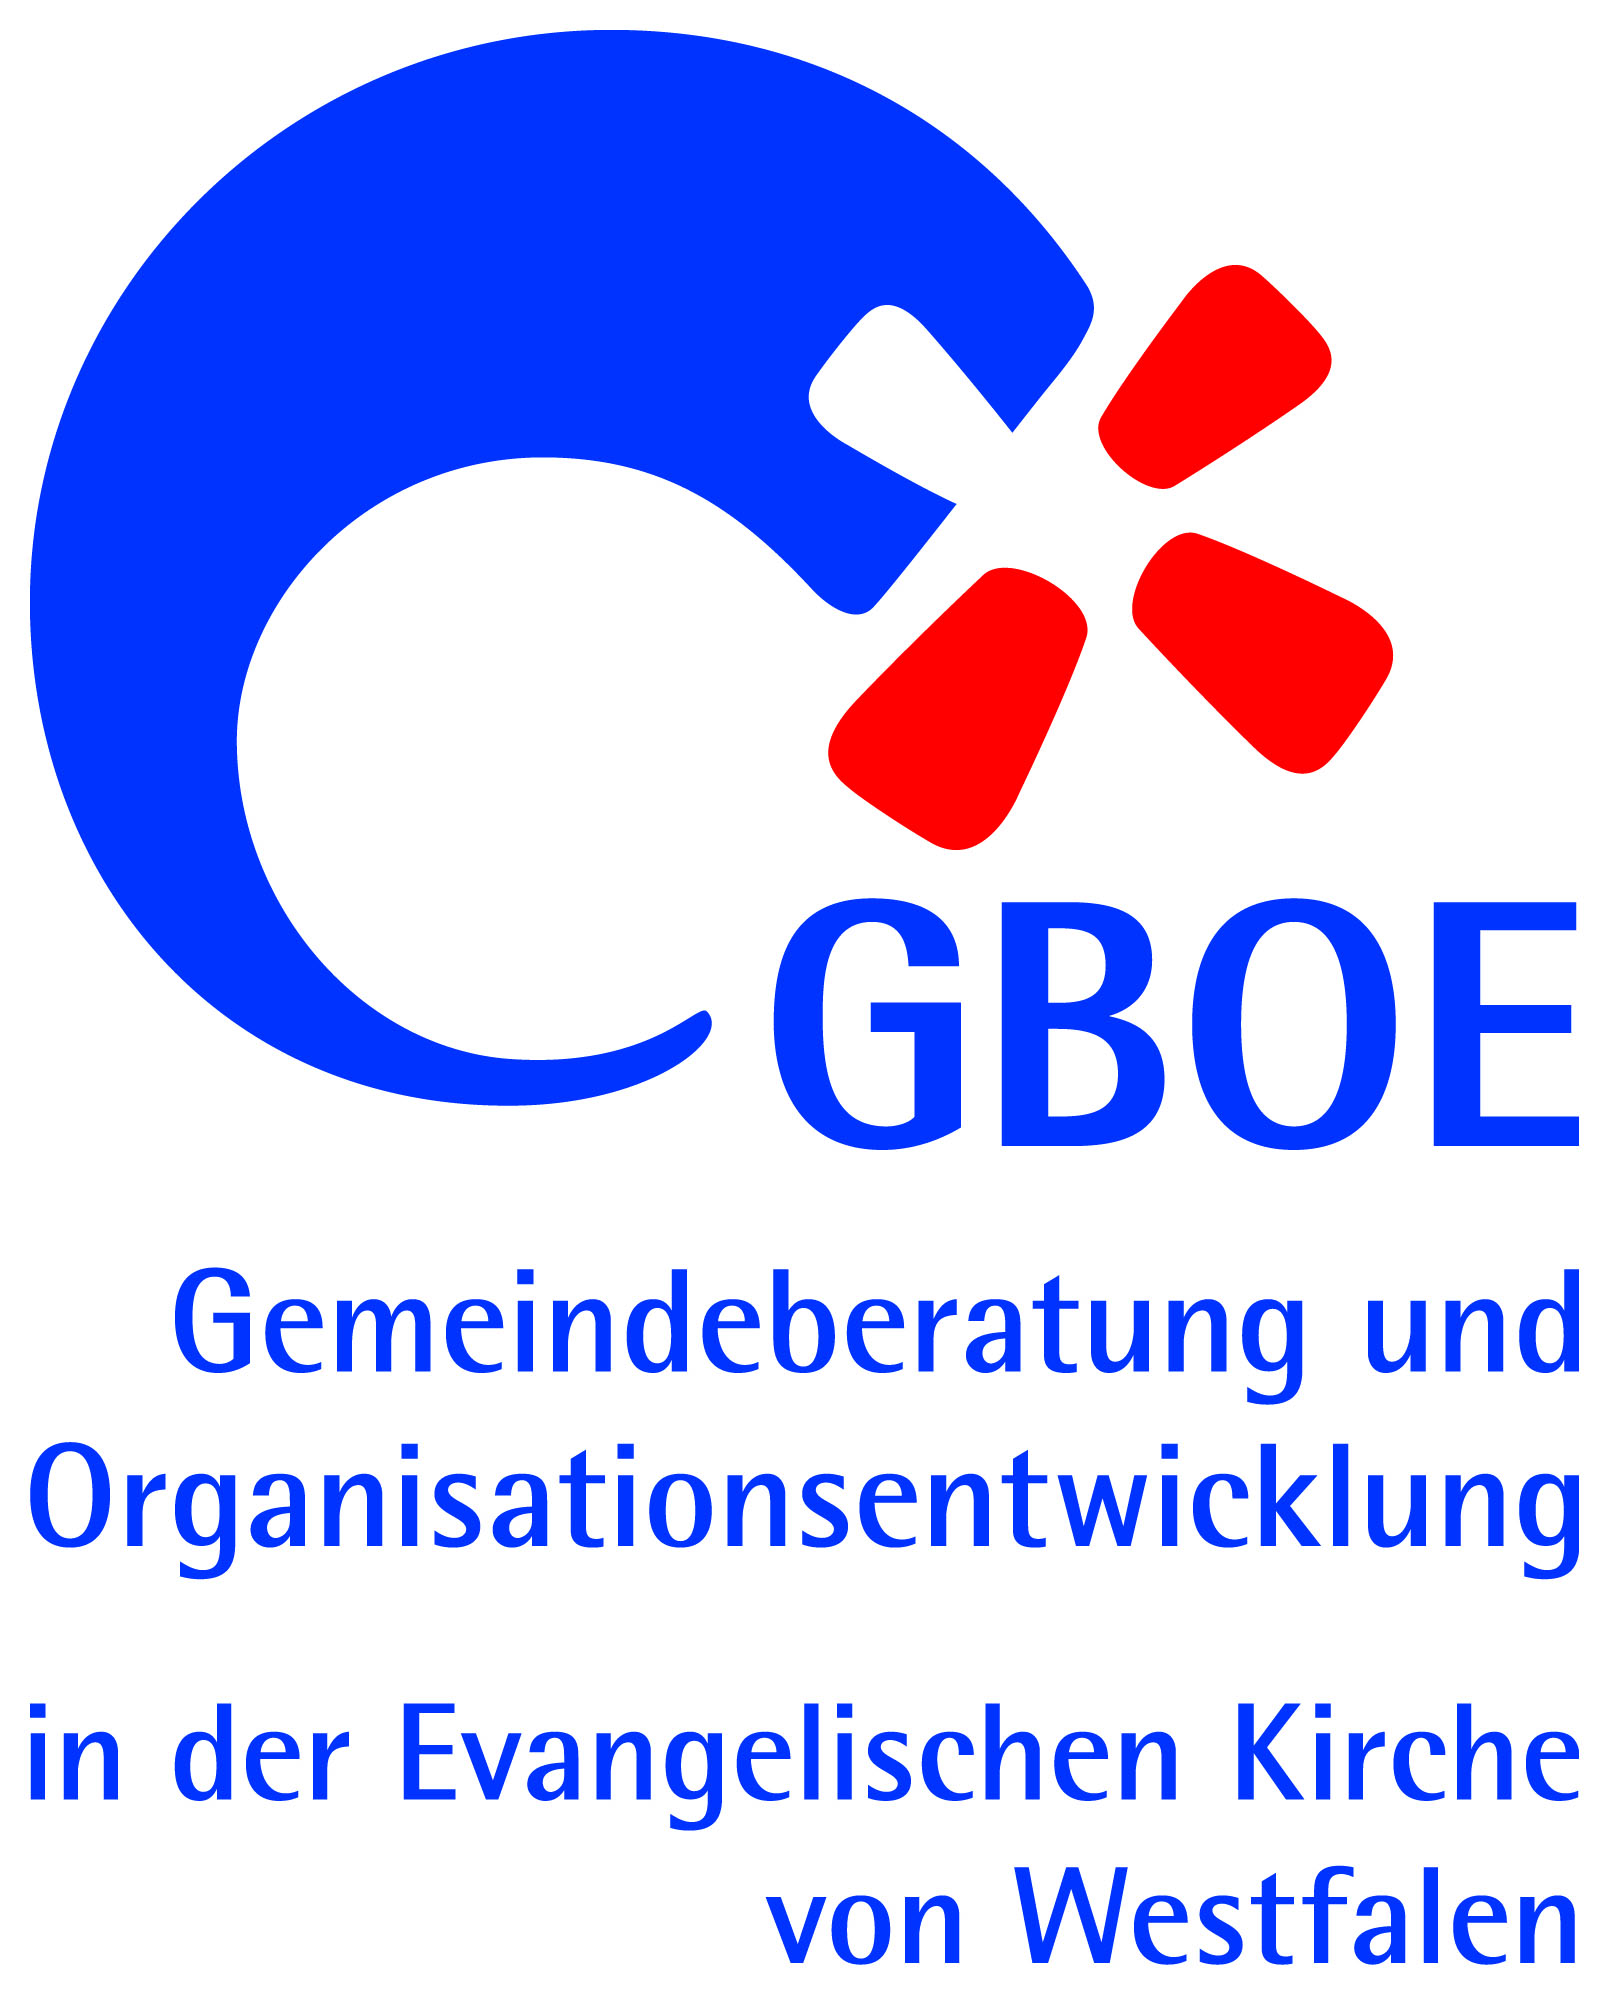 GBOE
Gemeindeberatung und
Organisationsentwicklung
in der Evangelischen Kirche
von Westfalen